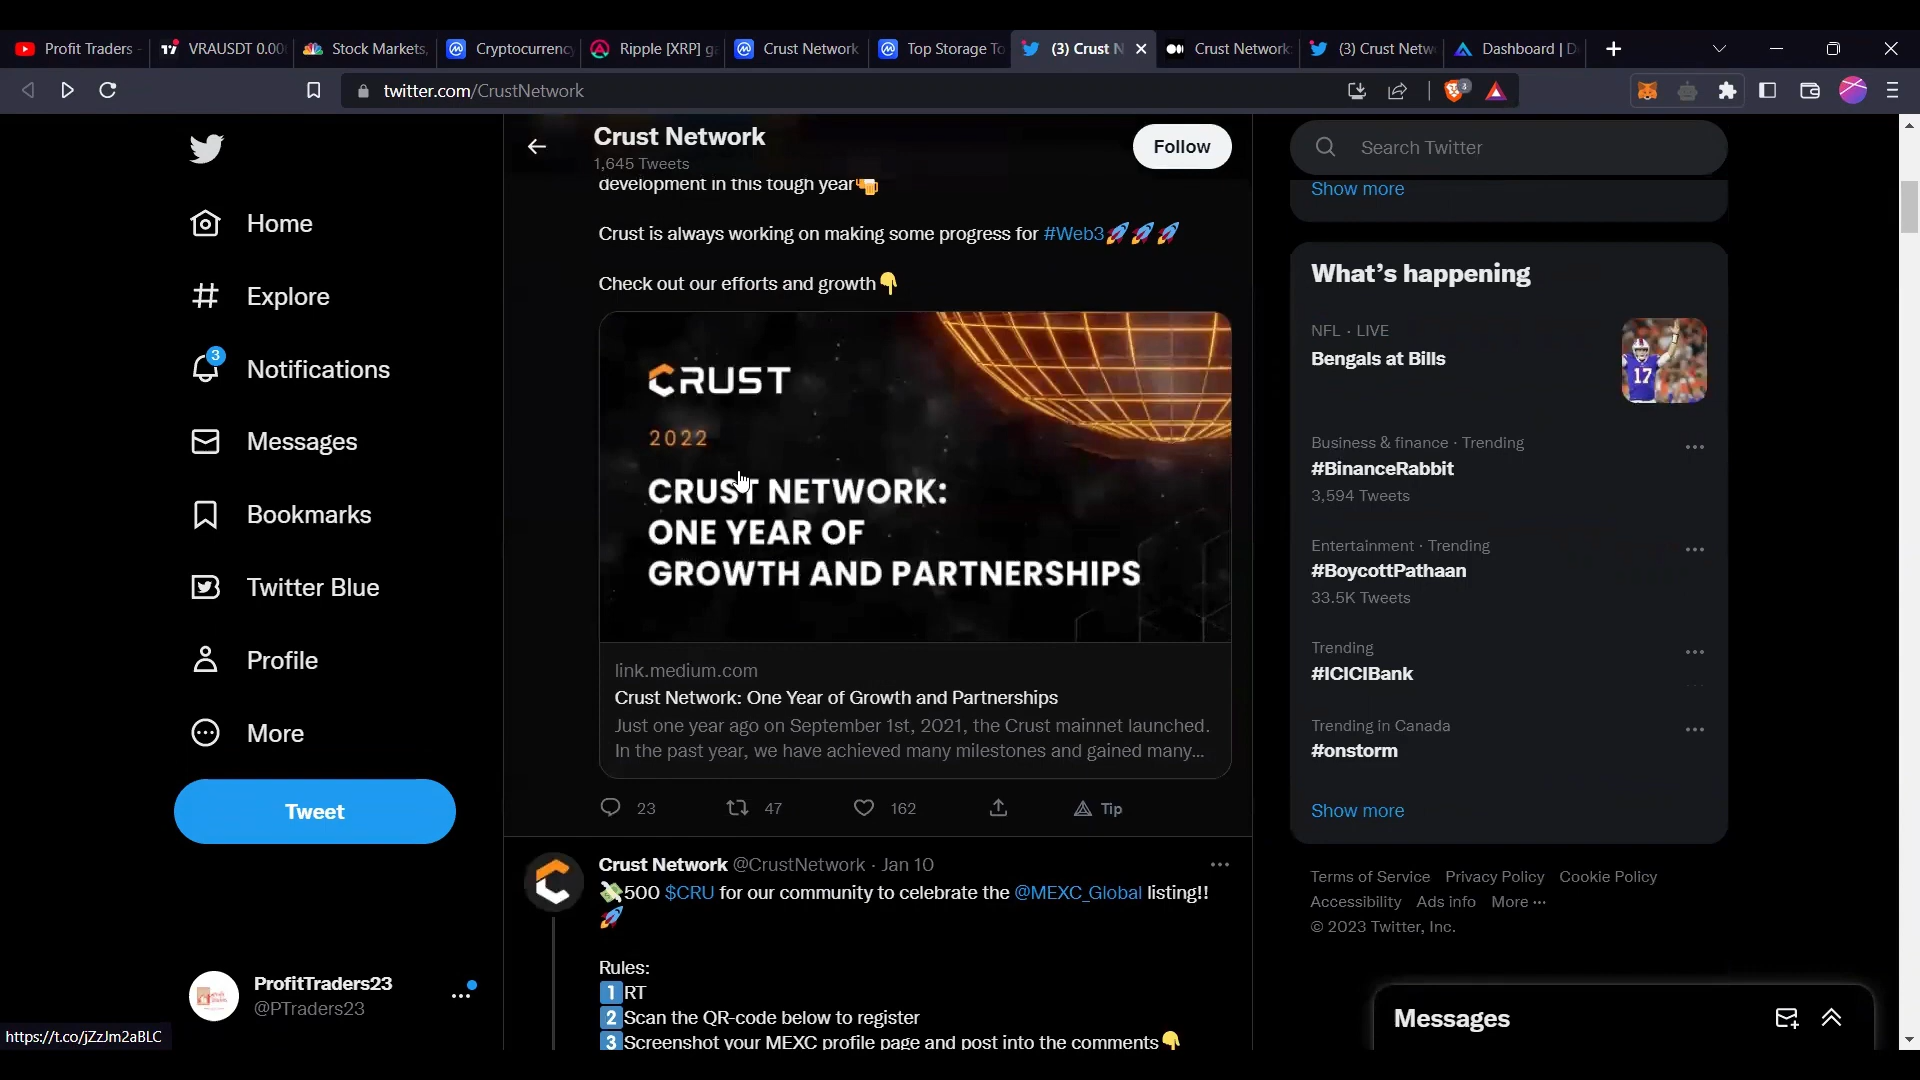 Profit Traders
VRAUSDT 0.00
Stock Markets,
Cryptocurrency
Ripple [XRP] ga
Crust Network
Top Storage To
(3) Crust N
Crust Network:
(3) Crust Netw
Dashboard | D
twitter.com/CrustNetwork
3
Crust Network
1,645 Tweets
Follow
development in this tough year
Crust is always working on making some progress for #Web3
Check out our efforts and growth
CRUST
2022
CRUST NETWORK:
ONE YEAR OF
GROWTH AND PARTNERSHIPS
link.medium.com
Crust Network: One Year of Growth and Partnerships
Just one year ago on September 1st, 2021, the Crust mainnet launched.
In the past year, we have achieved many milestones and gained many...
23
47
162
Tip
Crust Network @CrustNetwork · Jan 10
500 $CRU for our community to celebrate the @MEXC_Global listing!!
Rules:
1 RT
2 Scan the QR-code below to register
3 Screenshot your MEXC profile page and post into the comments
Home
Explore
3
Notifications
Messages
Bookmarks
Twitter Blue
Profile
More
Tweet
ProfitTraders23
@PTraders23
https://t.co/jZzJm2aBLC
Search Twitter
Show more
What’s happening
NFL · LIVE
Bengals at Bills
17
Business & finance · Trending
#BinanceRabbit
3,594 Tweets
Entertainment · Trending
#BoycottPathaan
33.5K Tweets
Trending
#ICICIBank
Trending in Canada
#onstorm
Show more
Terms of Service Privacy Policy Cookie Policy
Accessibility Ads info More ···
© 2023 Twitter, Inc.
Messages